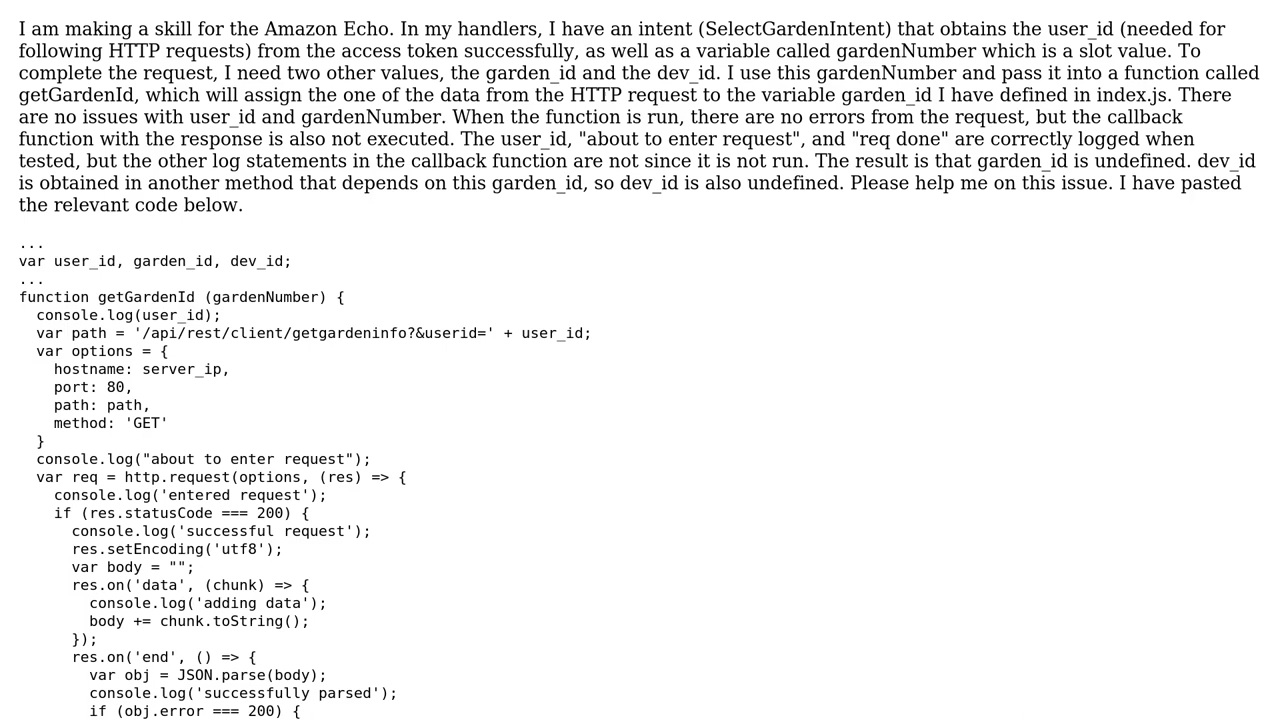 I am making a skill for the Amazon Echo. In my handlers, I have an intent (SelectGardenIntent) that obtains the user_id (needed for
following HTTP requests) from the access token successfully, as well as a variable called gardenNumber which is a slot value. To
complete the request, I need two other values, the garden_id and the dev_id. I use this gardenNumber and pass it into a function called
getGardenId, which will assign the one of the data from the HTTP request to the variable garden_id I have defined in index.js. There
are no issues with user_id and gardenNumber. When the function is run, there are no errors from the request, but the callback
function with the response is also not executed. The user_id, "about to enter request", and "req done" are correctly logged when
tested, but the other log statements in the callback function are not since it is not run. The result is that garden_id is undefined. dev_id
is obtained in another method that depends on this garden_id, so dev_id is also undefined. Please help me on this issue. I have pasted
the relevant code below.
...
var user_id, garden_id, dev_id;
...
function getGardenId (gardenNumber) {
  console.log(user_id);
  var path = '/api/rest/client/getgardeninfo?&userid=' + user_id;
  var options = {
    hostname: server_ip,
    port: 80,
    path: path,
    method: 'GET'
  }
  console.log("about to enter request");
  var req = http.request(options, (res) => {
    console.log('entered request');
    if (res.statusCode === 200) {
      console.log('successful request');
      res.setEncoding('utf8');
      var body = "";
      res.on('data', (chunk) => {
        console.log('adding data');
        body += chunk.toString();
      });
      res.on('end', () => {
        var obj = JSON.parse(body);
        console.log('successfully parsed');
        if (obj.error === 200) {